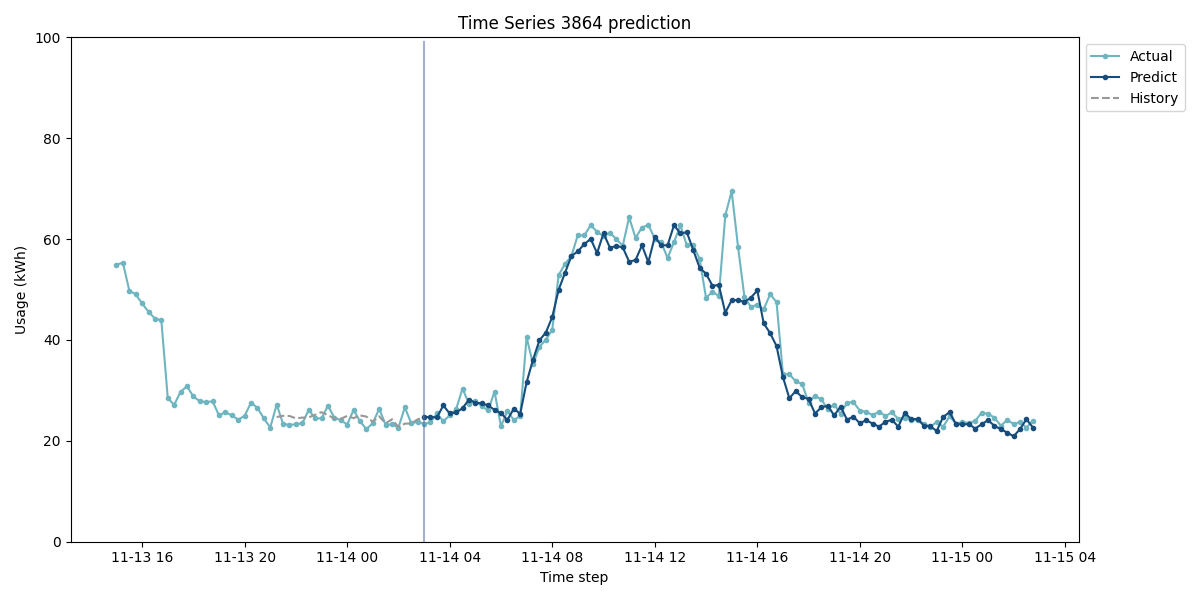 Time Series 3864 prediction
Usage (kWh)
100
80
60
40
20
0
11-13 16
11-13 20
11-14 00
11-14 04
11-14 08
11-14 12
11-14 16
11-14 20
11-15 00
11-15 04
Time step
Actual
Predict
History